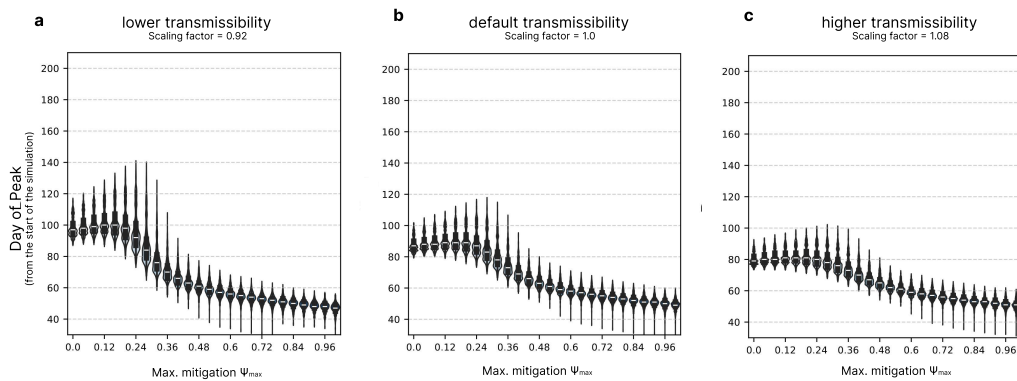 a
lower transmissibility
Scaling factor = 0.92
Day of Peak
(from the start of the simulation)
200
180
160
140
120
100
80
60
40
0.0 0.12 0.24 0.36 0.48 0.6 0.72 0.84 0.96
Max. mitigation Ψmax
b
default transmissibility
Scaling factor = 1.0
200
180
160
140
120
100
80
60
40
0.0 0.12 0.24 0.36 0.48 0.6 0.72 0.84 0.96
Max. mitigation Ψmax
c
higher transmissibility
Scaling factor = 1.08
200
180
160
140
120
100
80
60
40
0.0 0.12 0.24 0.36 0.48 0.6 0.72 0.84 0.96
Max. mitigation Ψmax